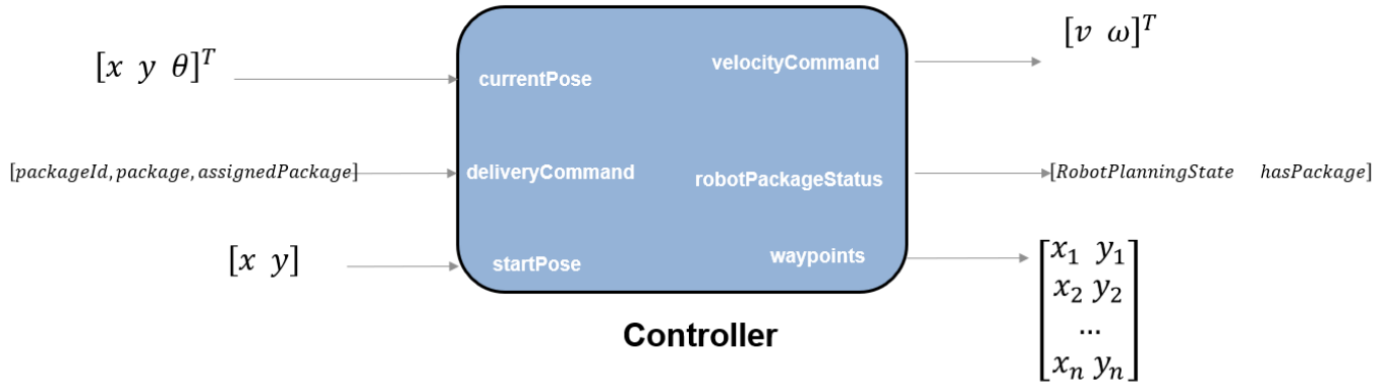 [x y θ]^T
currentPose
velocityCommand
[v ω]^T
[packageId, package, assignedPackage]
deliveryCommand
robotPackageStatus
[RobotPlanningState hasPackage]
[x y]
startPose
waypoints
x₁ y₁
x₂ y₂
...
xₙ yₙ
Controller